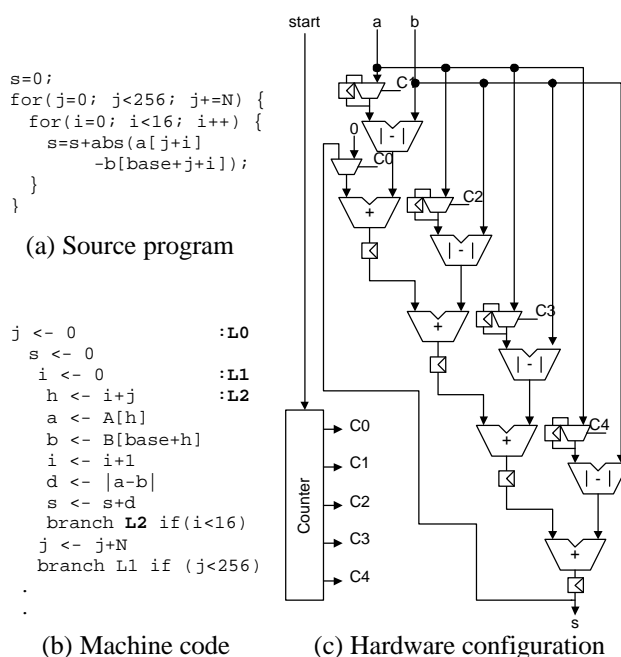 s=0;
for(j=0; j<256; j+=N) {
for(i=0; i<16; i++) {
s=s+abs(a[j+i]
-b[base+j+i]);
}
}
(a) Source program
j <- 0 :L0
s <- 0
i <- 0 :L1
h <- i+j :L2
a <- A[h]
b <- B[base+h]
i <- i+1
d <- |a-b|
s <- s+d
branch L2 if(i<16)
j <- j+N
branch L1 if (j<256)
.
.
(b) Machine code
start a b
C1
| - |
0
C0
+
C2
| - |
+
C3
| - |
+
C4
| - |
+
s
Counter
C0
C1
C2
C3
C4
(c) Hardware configuration